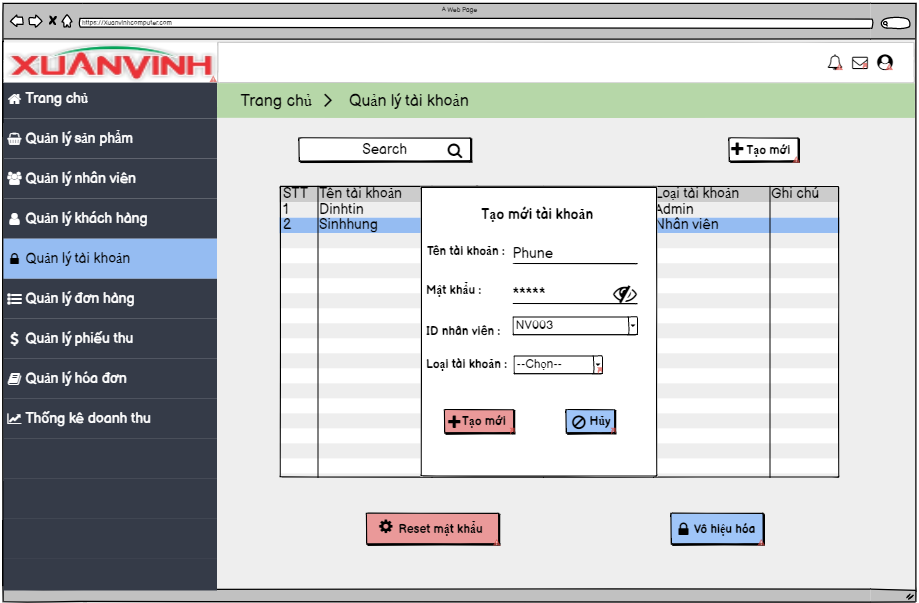 A Web Page
https://Xuanvinhcomputer.com
XUANVINH
Trang chủ
Quản lý sản phẩm
Quản lý nhân viên
Quản lý khách hàng
Quản lý tài khoản
Quản lý đơn hàng
Quản lý phiếu thu
Quản lý hóa đơn
Thống kê doanh thu
Trang chủ > Quản lý tài khoản
Search
Tạo mới
STT Tên tài khoản Loại tài khoản Ghi chú
1 Dinhtin Admin
2 Sinhhung Nhân viên
Tạo mới tài khoản
Tên tài khoản : Phune
Mật khẩu : *****
ID nhân viên : NV003
Loại tài khoản : --Chọn--
Tạo mới Hủy
Reset mật khẩu Vô hiệu hóa